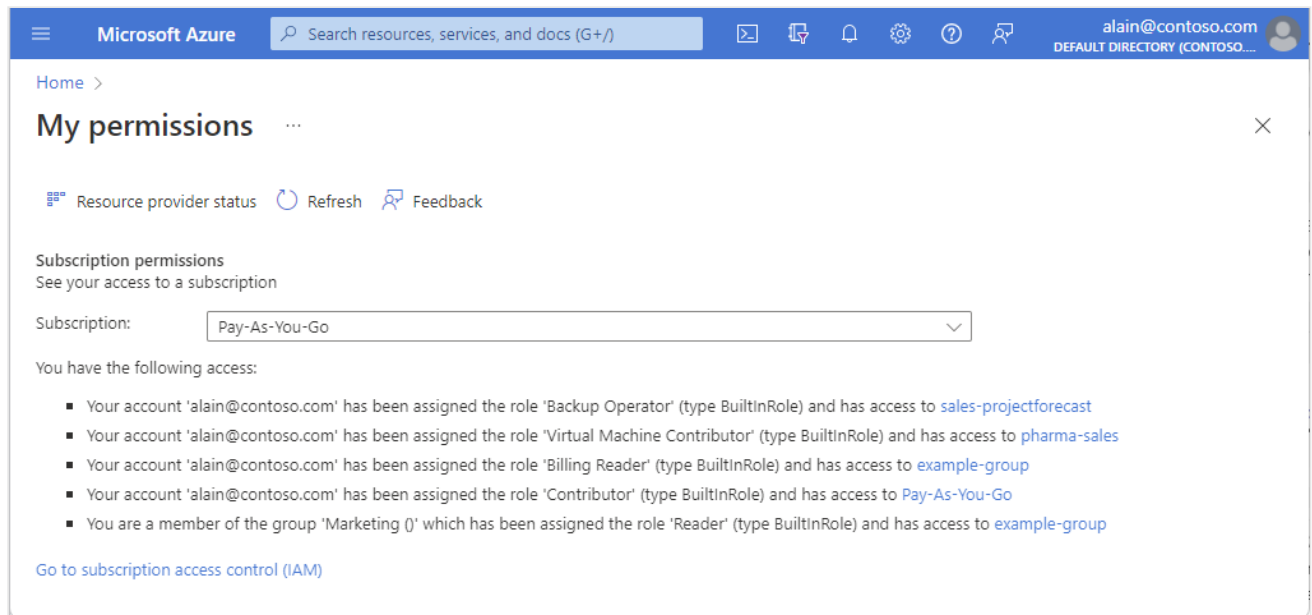 Microsoft Azure
Search resources, services, and docs (G+/)
alain@contoso.com
DEFAULT DIRECTORY (CONTOSO....
Home >
My permissions ...
Resource provider status Refresh Feedback
Subscription permissions
See your access to a subscription
Subscription: Pay-As-You-Go
You have the following access:
▪ Your account 'alain@contoso.com' has been assigned the role 'Backup Operator' (type BuiltInRole) and has access to sales-projectforecast
▪ Your account 'alain@contoso.com' has been assigned the role 'Virtual Machine Contributor' (type BuiltInRole) and has access to pharma-sales
▪ Your account 'alain@contoso.com' has been assigned the role 'Billing Reader' (type BuiltInRole) and has access to example-group
▪ Your account 'alain@contoso.com' has been assigned the role 'Contributor' (type BuiltInRole) and has access to Pay-As-You-Go
▪ You are a member of the group 'Marketing ()' which has been assigned the role 'Reader' (type BuiltInRole) and has access to example-group
Go to subscription access control (IAM)